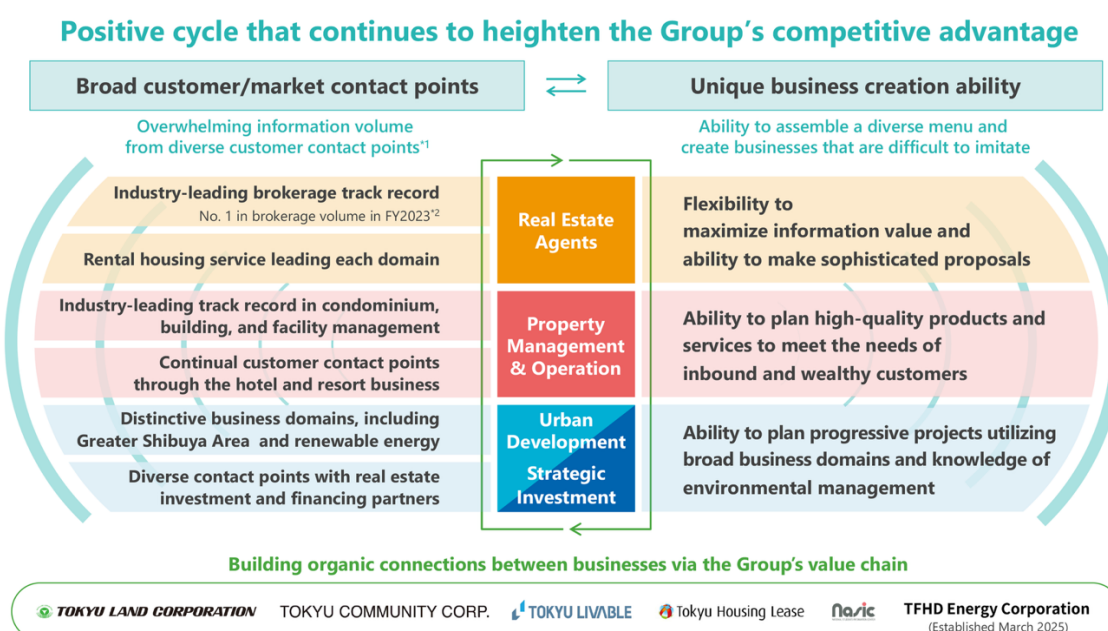 Positive cycle that continues to heighten the Group's competitive advantage
Broad customer/market contact points
Unique business creation ability
Overwhelming information volume
from diverse customer contact points*1
Ability to assemble a diverse menu and
create businesses that are difficult to imitate
Industry-leading brokerage track record
No. 1 in brokerage volume in FY2023*2
Rental housing service leading each domain
Real Estate
Agents
Flexibility to
maximize information value and
ability to make sophisticated proposals
Industry-leading track record in condominium,
building, and facility management
Continual customer contact points
through the hotel and resort business
Property
Management
& Operation
Ability to plan high-quality products and
services to meet the needs of
inbound and wealthy customers
Distinctive business domains, including
Greater Shibuya Area and renewable energy
Diverse contact points with real estate
investment and financing partners
Urban
Development
Strategic
Investment
Ability to plan progressive projects utilizing
broad business domains and knowledge of
environmental management
Building organic connections between businesses via the Group's value chain
TOKYU LAND CORPORATION
TOKYU COMMUNITY CORP.
TOKYU LIVABLE
Tokyu Housing Lease
Nasic
TFHD Energy Corporation
(Established March 2025)